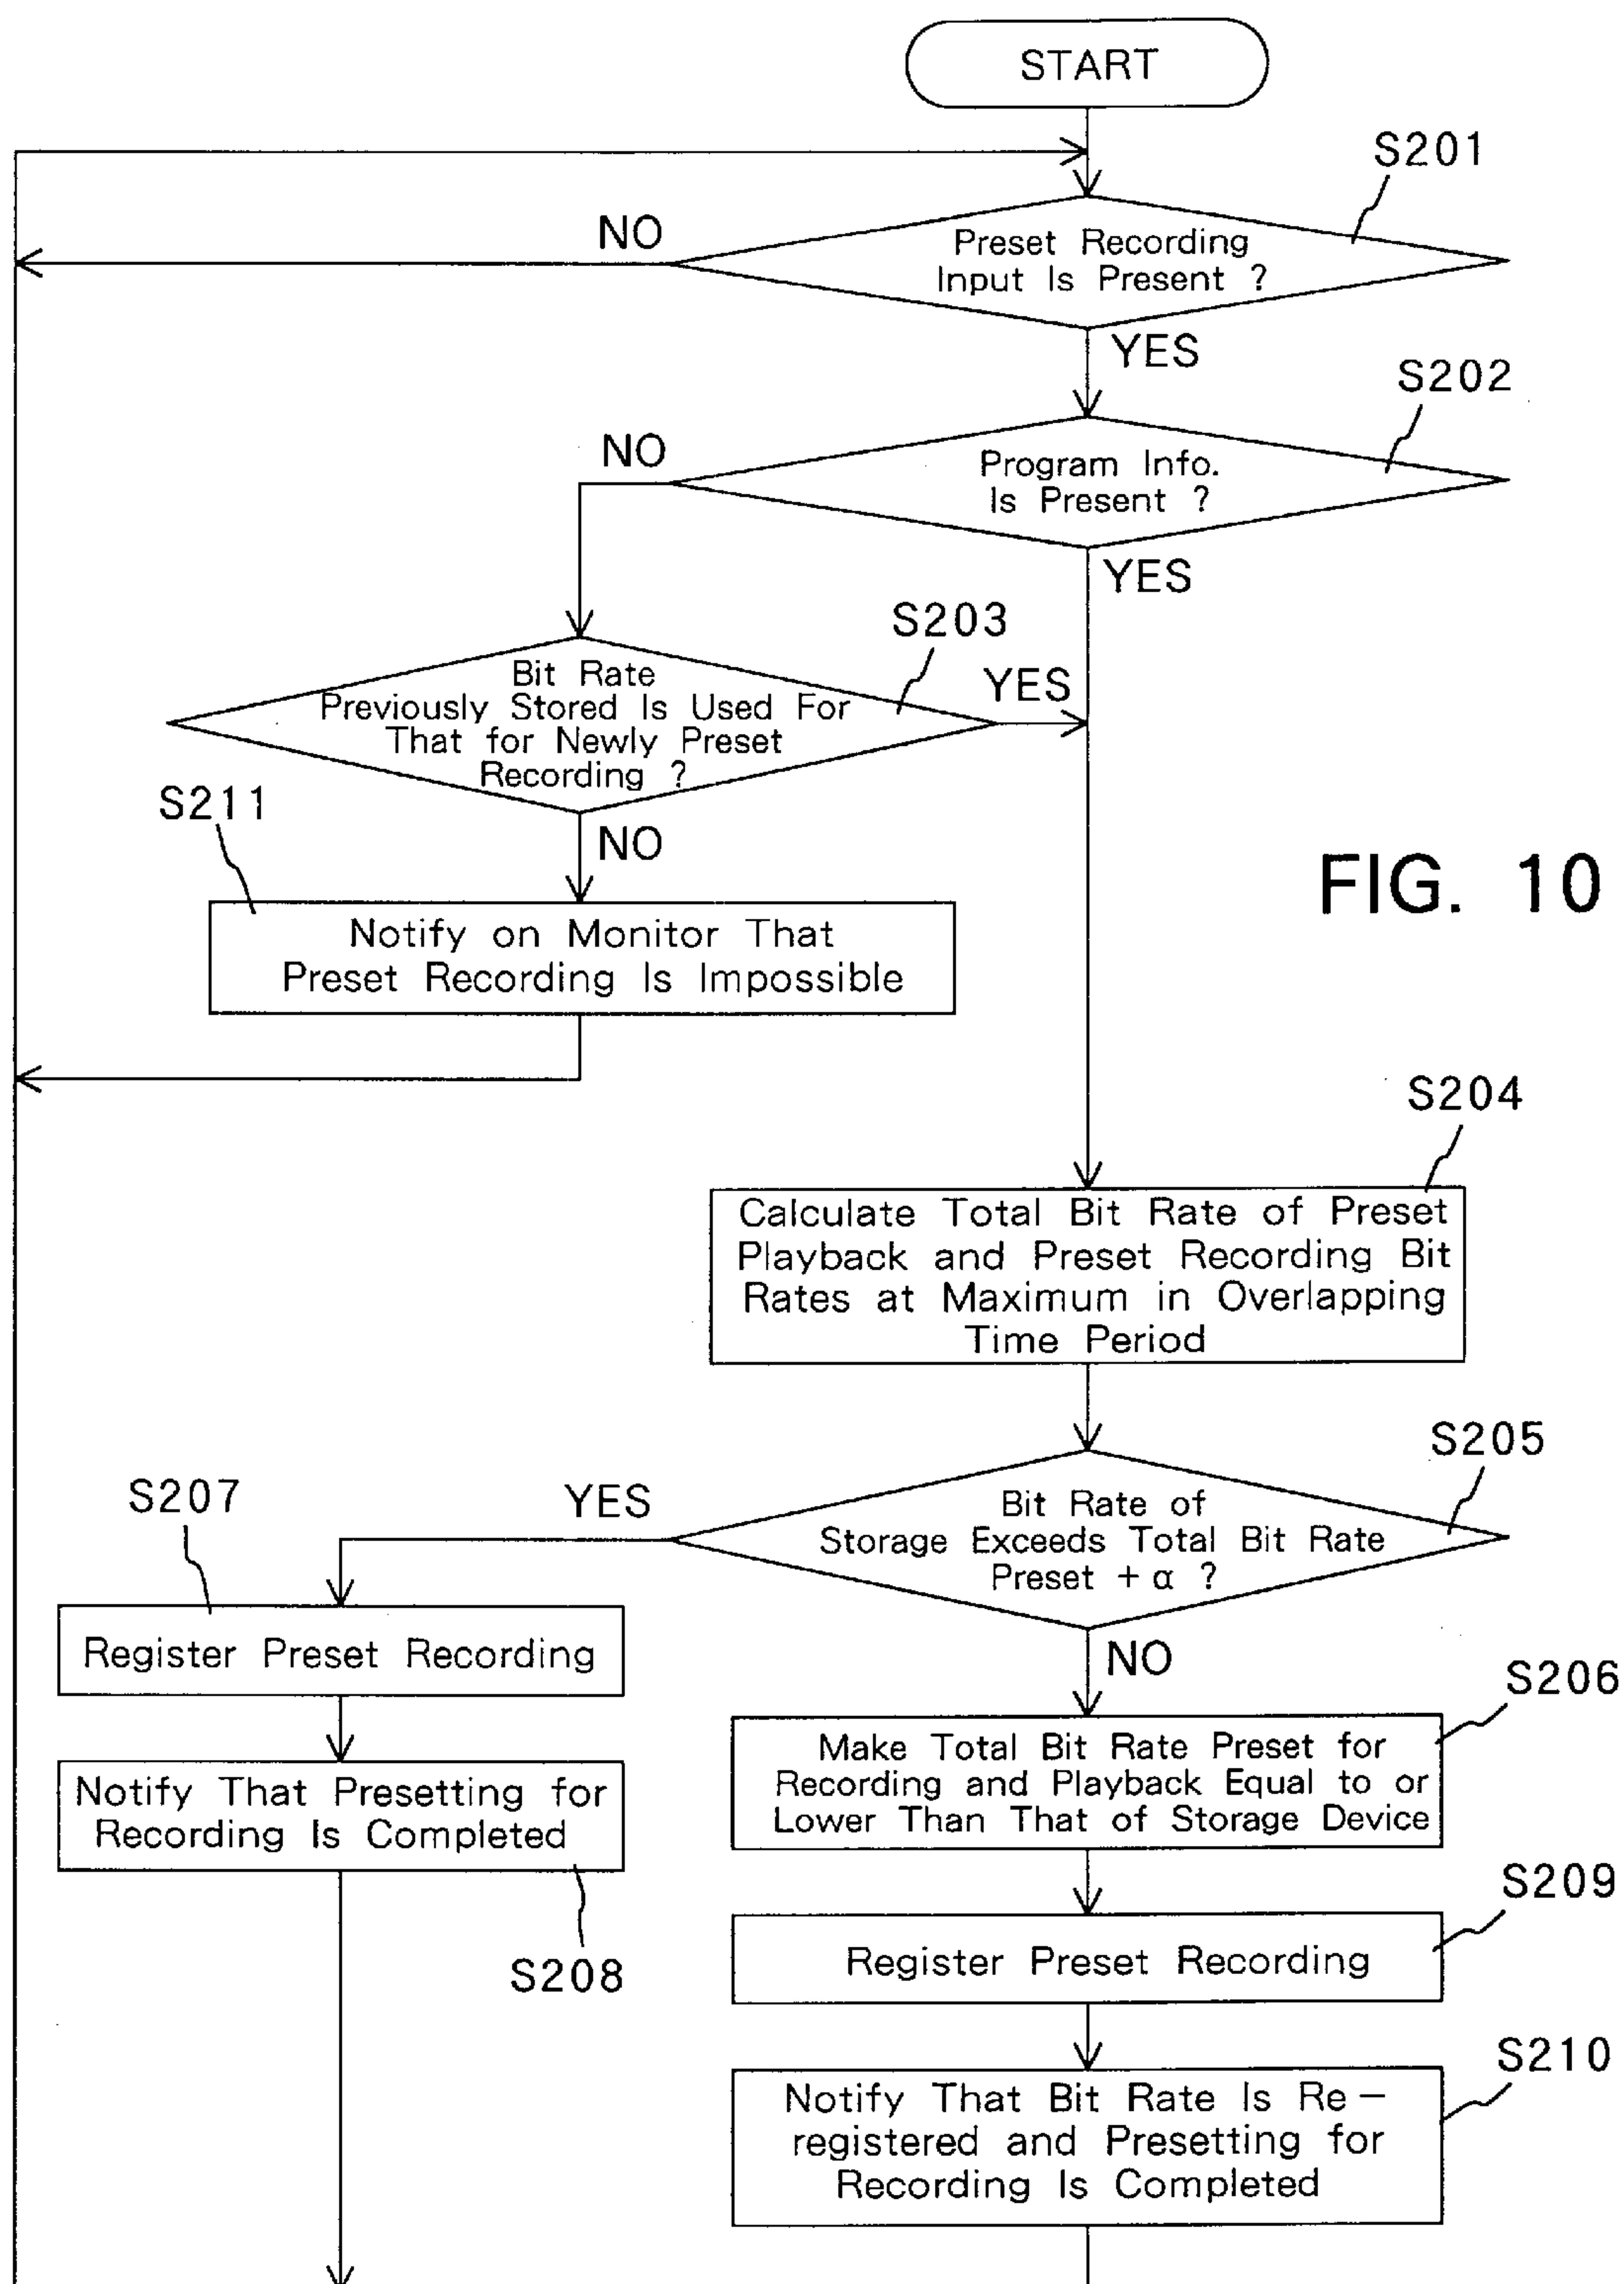 START
S201
NO
Preset Recording
Input Is Present ?
YES
S202
NO
Program Info.
Is Present ?
YES
S203
Bit Rate
Previously Stored Is Used For
That for Newly Preset
Recording ?
YES
S211
NO
FIG. 10
Notify on Monitor That
Preset Recording Is Impossible
S204
Calculate Total Bit Rate of Preset
Playback and Preset Recording Bit
Rates at Maximum in Overlapping
Time Period
S205
S207
YES
Bit Rate of
Storage Exceeds Total Bit Rate
Preset + α ?
Register Preset Recording
NO
S206
Make Total Bit Rate Preset for
Recording and Playback Equal to or
Lower Than That of Storage Device
Notify That Presetting for
Recording Is Completed
S209
S208
Register Preset Recording
S210
Notify That Bit Rate Is Re-
registered and Presetting for
Recording Is Completed